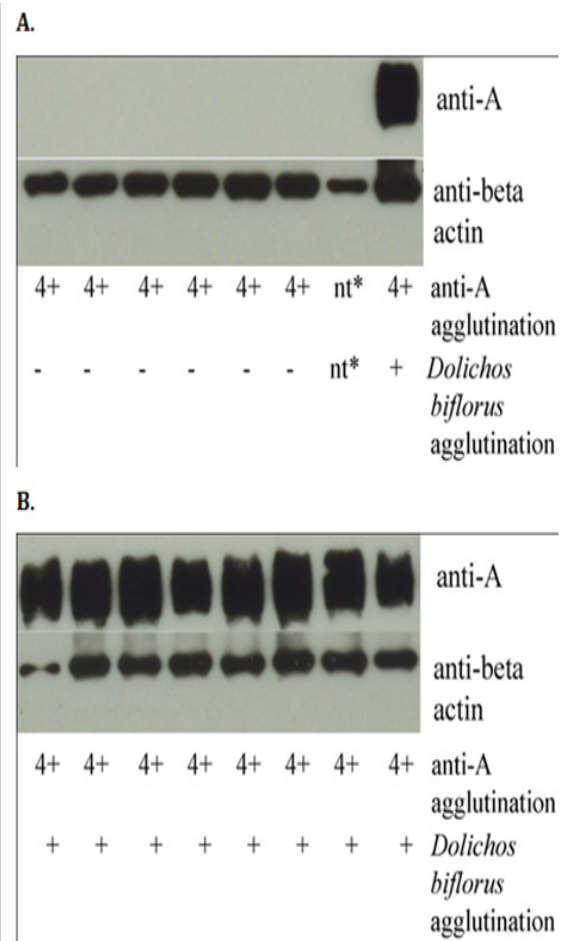 A.
anti-A
anti-beta
actin
4+ 4+ 4+ 4+ 4+ 4+ nt* 4+ anti-A
agglutination
- - - - - - nt* + Dolichos
biflorus
agglutination
B.
anti-A
anti-beta
actin
4+ 4+ 4+ 4+ 4+ 4+ 4+ 4+ anti-A
agglutination
+ + + + + + + + Dolichos
biflorus
agglutination